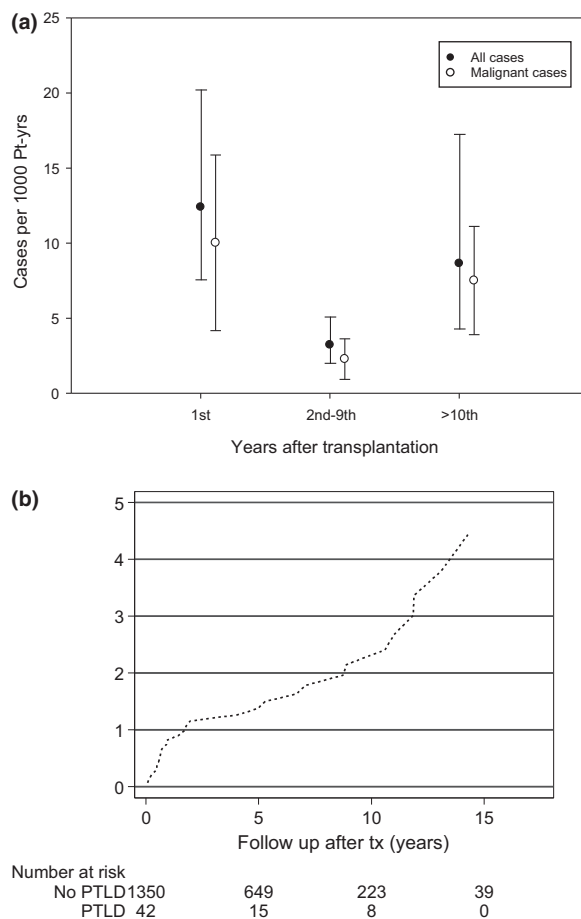 (a)
25
20
15
10
5
0
Cases per 1000 Pt-yrs
All cases
Malignant cases
1st 2nd-9th >10th
Years after transplantation
(b)
5
4
3
2
1
0
0 5 10 15
Follow up after tx (years)
Number at risk
No PTLD 1350 649 223 39
PTLD 42 15 8 0